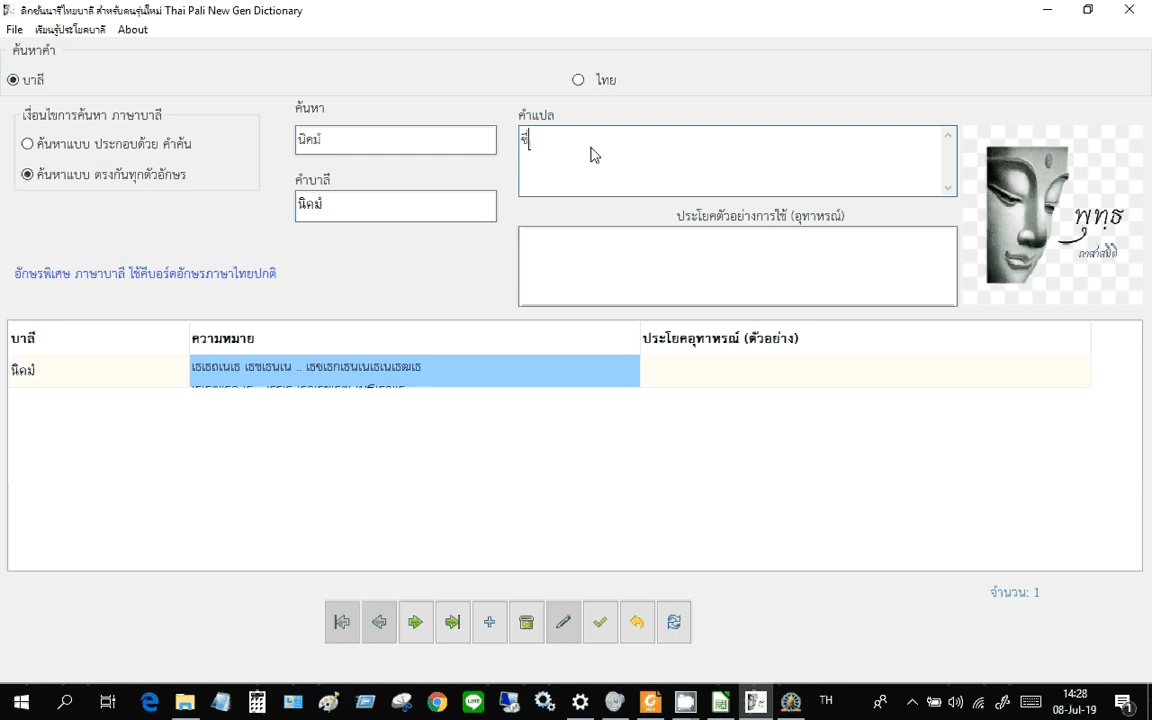 ดิกชันนารีไทยบาลี สำหรับคนรุ่นใหม่ Thai Pali New Gen Dictionary
File เรียนรู้ประโยคบาลี About
ค้นหาคำ
บาลี
ไทย
เงื่อนไขการค้นหา ภาษาบาลี
ค้นหาแบบ ประกอบด้วย คำค้น
ค้นหาแบบ ตรงกันทุกตัวอักษร
ค้นหา
นิคมํ
คำบาลี
นิคมํ
คำแปล
ประโยคตัวอย่างการใช้ (อุทาหรณ์)
พุทธ
ภาสาสมิติ
อักษรพิเศษ ภาษาบาลี ใช้คีบอร์ดอักษรภาษาไทยปกติ
บาลี ความหมาย ประโยคอุทาหรณ์ (ตัวอย่าง)
นิคมํ
จำนวน: 1
TH
14:28
08-Jul-19
1